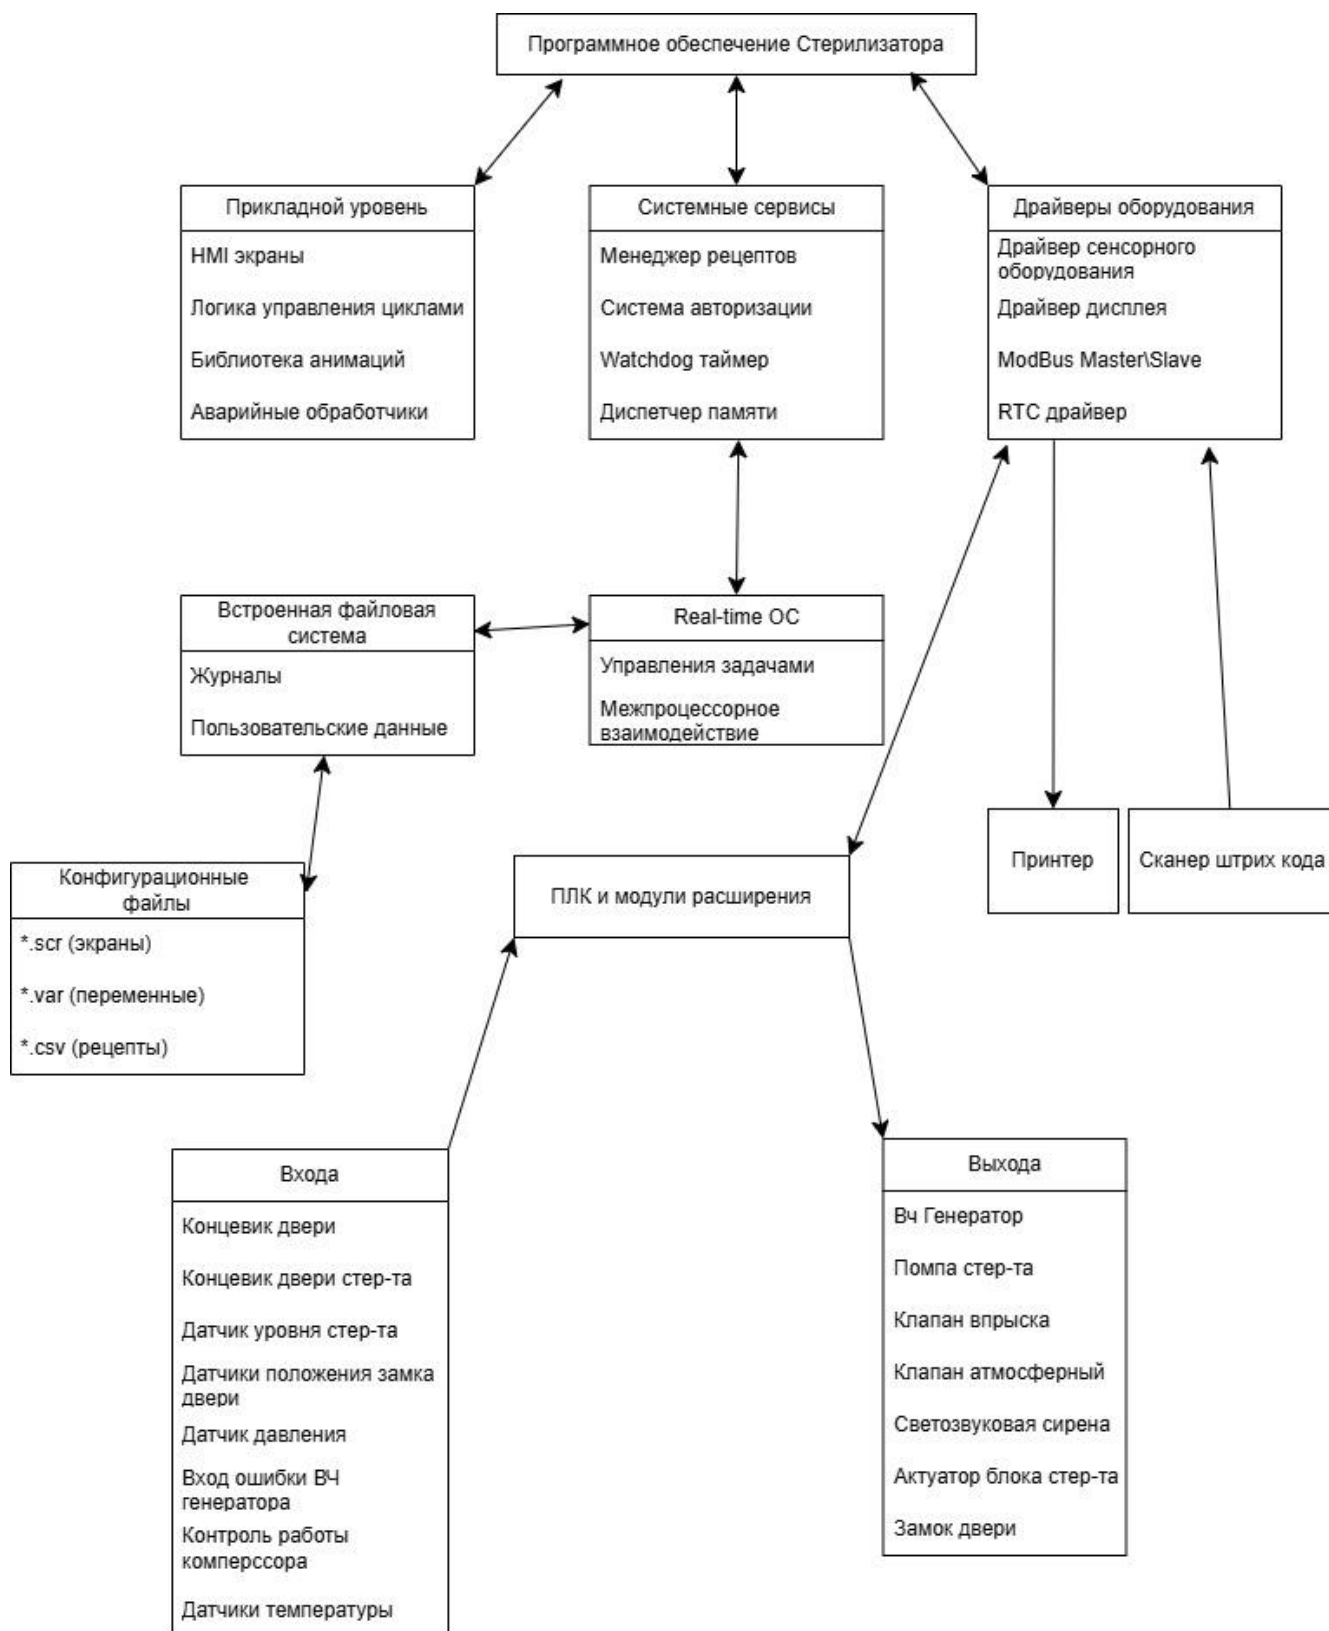 Программное обеспечение Стерилизатора
Прикладной уровень
HMI экраны
Логика управления циклами
Библиотека анимаций
Аварийные обработчики
Системные сервисы
Менеджер рецептов
Система авторизации
Watchdog таймер
Диспетчер памяти
Драйверы оборудования
Драйвер сенсорного
оборудования
Драйвер дисплея
ModBus Master\Slave
RTC драйвер
Встроенная файловая
система
Журналы
Пользовательские данные
Real-time ОС
Управления задачами
Межпроцессорное
взаимодействие
Принтер
Сканер штрих кода
Конфигурационные
файлы
*.scr (экраны)
*.var (переменные)
*.csv (рецепты)
ПЛК и модули расширения
Входа
Концевик двери
Концевик двери стер-та
Датчик уровня стер-та
Датчики положения замка
двери
Датчик давления
Вход ошибки ВЧ
генератора
Контроль работы
комперссора
Датчики температуры
Выхода
Вч Генератор
Помпа стер-та
Клапан впрыска
Клапан атмосферный
Светозвуковая сирена
Актуатор блока стер-та
Замок двери